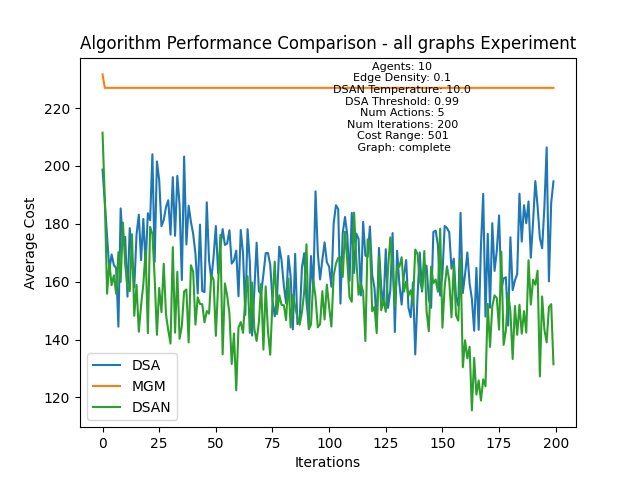 Algorithm Performance Comparison - all graphs Experiment
Agents: 10
Edge Density: 0.1
DSAN Temperature: 10.0
DSA Threshold: 0.99
Num Actions: 5
Num Iterations: 200
Cost Range: 501
Graph: complete
Average Cost
220
200
180
160
140
120
DSA
MGM
DSAN
0 25 50 75 100 125 150 175 200
Iterations